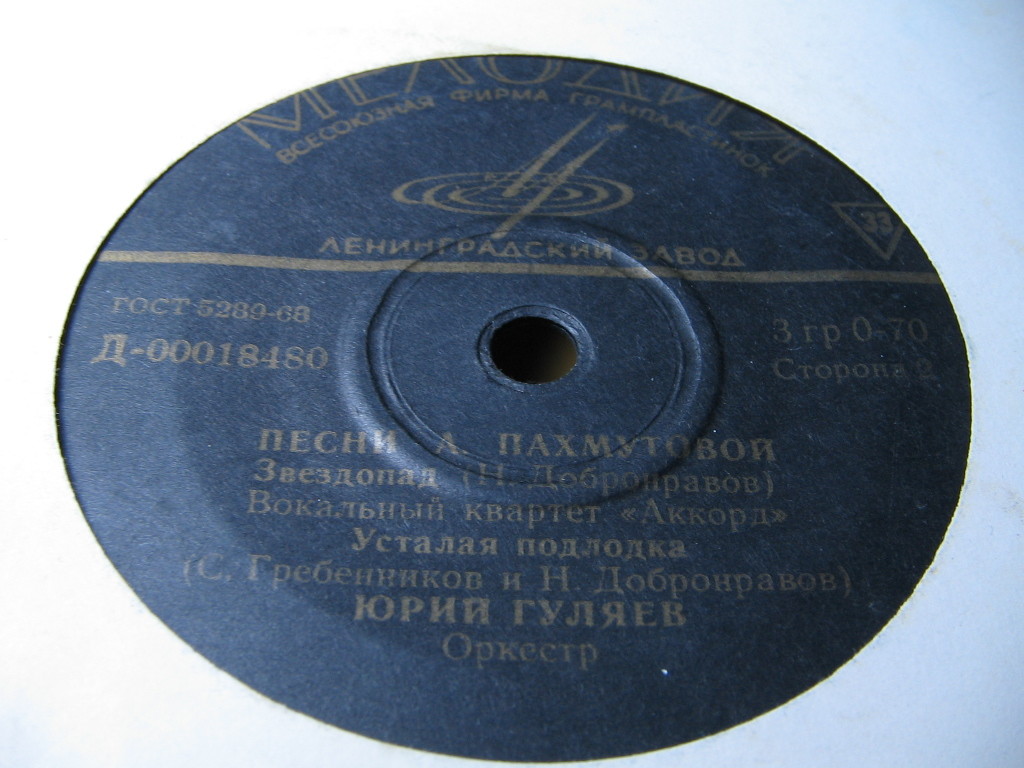 МЕЛОДИЯ
ВСЕСОЮЗНАЯ ФИРМА ГРАМПЛАСТИНОК
33
ЛЕНИНГРАДСКИЙ ЗАВОД
ГОСТ 5289-68
Д-00018480
3 гр 0-70
Сторона 2
ПЕСНИ А. ПАХМУТОВОЙ
Звездопад (Н. Добронравов)
Вокальный квартет «Аккорд»
Усталая подлодка
(С. Гребенников и Н. Добронравов)
ЮРИЙ ГУЛЯЕВ
Оркестр